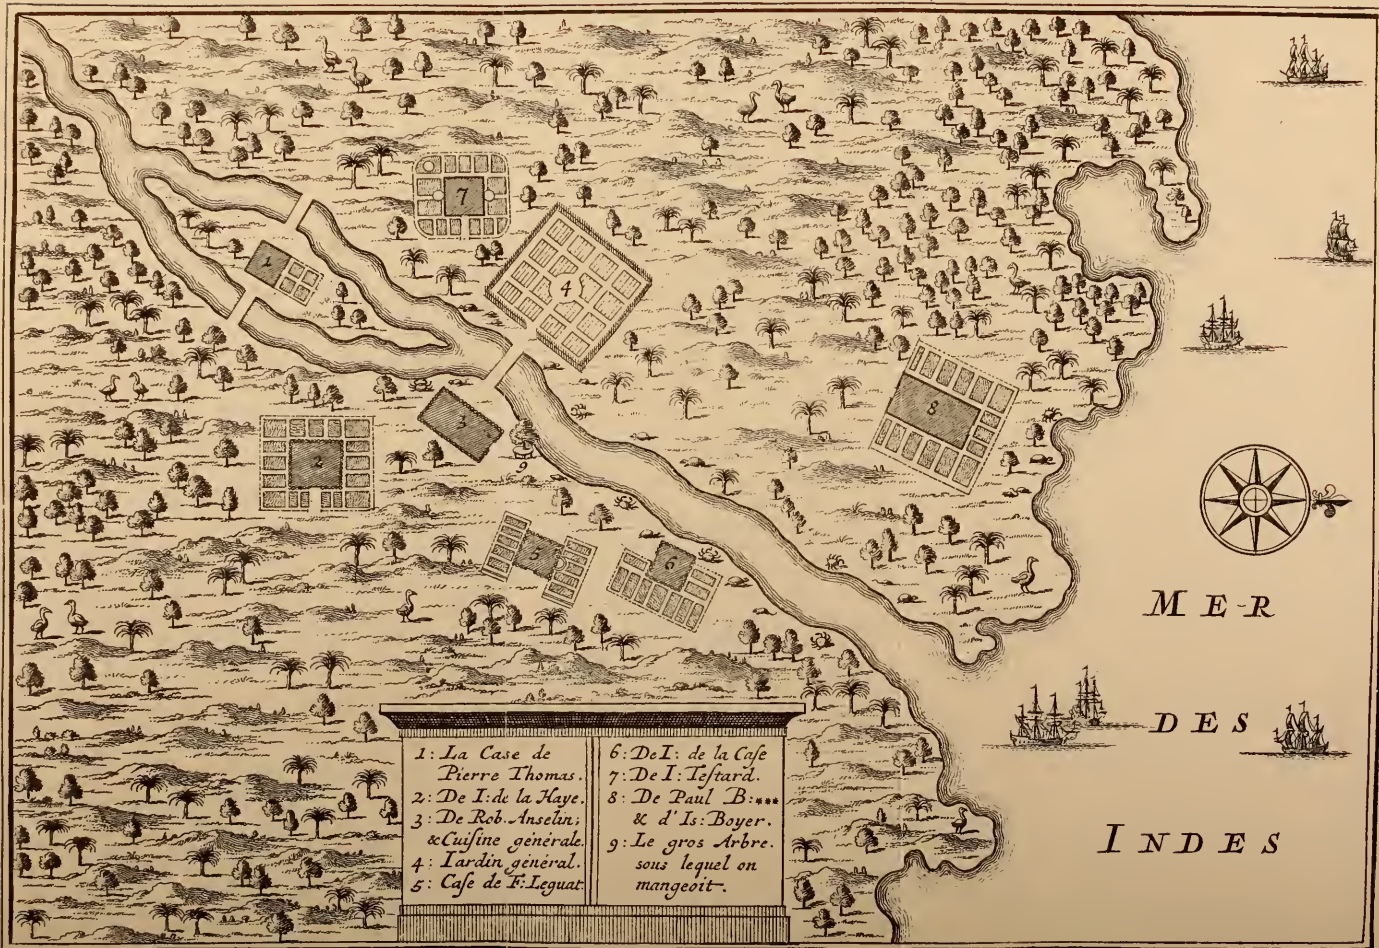 7
4
1
8
3
2
9
5
6
MER
DES
INDES
1: La Case de
Pierre Thomas.
2: De I: de la Haye.
3: De Rob. Anselin;
& Cuiſine générale.
4: Iardin général.
5: Caſe de F: Leguat
6: De I: de la Caſe
7: De I: Teſtard.
8: De Paul B:***
& d'Is: Boyer.
9: Le gros Arbre.
sous lequel on
mangeoit.